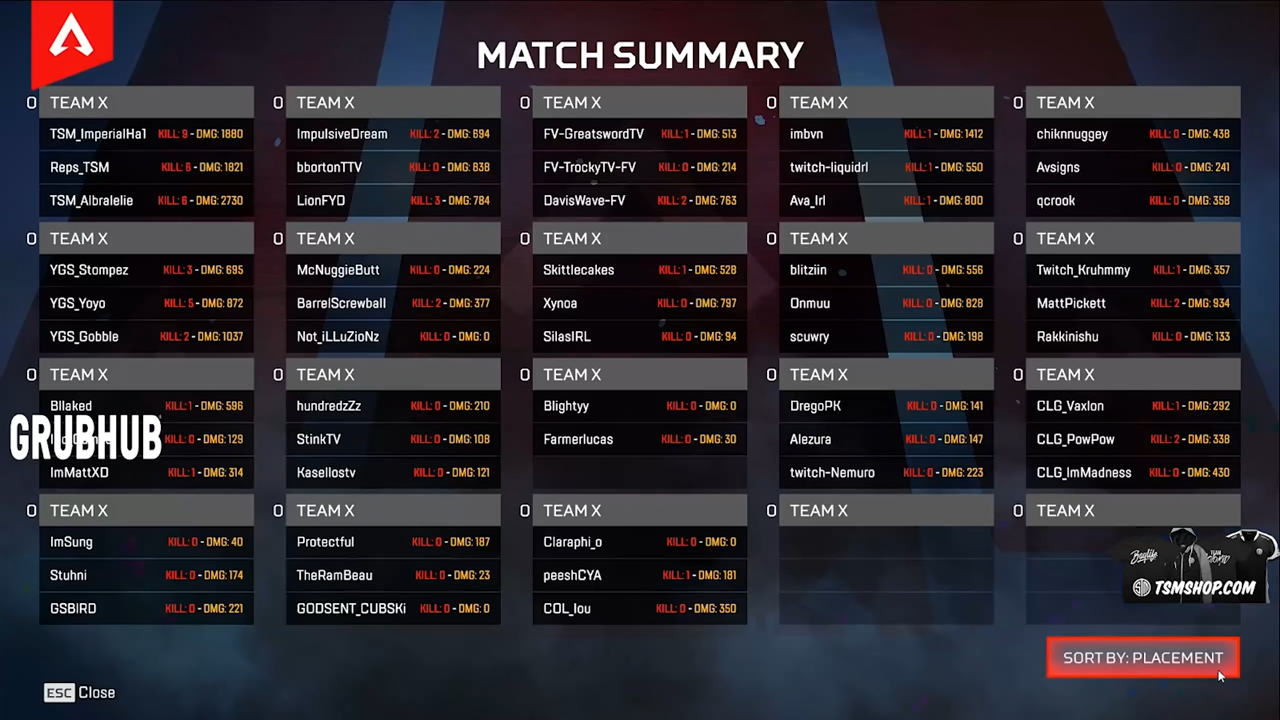 MATCH SUMMARY
0 TEAM X
TSM_ImperialHal KILL: 9 - DMG: 1880
Reps_TSM KILL: 6 - DMG: 1821
TSM_Albralelie KILL: 6 - DMG: 2730
0 TEAM X
ImpulsiveDream KILL: 2 - DMG: 694
bbortonTTV KILL: 0 - DMG: 838
LionFYD KILL: 3 - DMG: 784
0 TEAM X
FV-GreatswordTV KILL: 1 - DMG: 513
FV-TrockyTV-FV KILL: 0 - DMG: 214
DavisWave-FV KILL: 2 - DMG: 763
0 TEAM X
imbvn KILL: 1 - DMG: 1412
twitch-liquidrl KILL: 1 - DMG: 550
Ava_Irl KILL: 1 - DMG: 800
0 TEAM X
chiknnuggey KILL: 0 - DMG: 438
Avsigns KILL: 0 - DMG: 241
qcrook KILL: 0 - DMG: 358
0 TEAM X
YGS_Stompez KILL: 3 - DMG: 695
YGS_Yoyo KILL: 5 - DMG: 872
YGS_Gobble KILL: 2 - DMG: 1037
0 TEAM X
McNuggieButt KILL: 0 - DMG: 224
BarrelScrewball KILL: 2 - DMG: 377
Not_iLLuZioNz KILL: 0 - DMG: 0
0 TEAM X
Skittlecakes KILL: 1 - DMG: 528
Xynoa KILL: 0 - DMG: 797
SilasIRL KILL: 0 - DMG: 94
0 TEAM X
blitziin KILL: 0 - DMG: 556
Onmuu KILL: 0 - DMG: 828
scuwry KILL: 0 - DMG: 198
0 TEAM X
Twitch_Kruhmmy KILL: 1 - DMG: 357
MattPickett KILL: 2 - DMG: 934
Rakkinishu KILL: 0 - DMG: 133
0 TEAM X
Bllaked KILL: 1 - DMG: 596
KILL: 0 - DMG: 129
ImMattXD KILL: 1 - DMG: 314
GRUBHUB
0 TEAM X
hundredzZz KILL: 0 - DMG: 210
StinkTV KILL: 0 - DMG: 108
Kasellostv KILL: 0 - DMG: 121
0 TEAM X
Blightyy KILL: 0 - DMG: 0
Farmerlucas KILL: 0 - DMG: 30
0 TEAM X
DregoPK KILL: 0 - DMG: 141
Alezura KILL: 0 - DMG: 147
twitch-Nemuro KILL: 0 - DMG: 223
0 TEAM X
CLG_Vaxlon KILL: 1 - DMG: 292
CLG_PowPow KILL: 2 - DMG: 338
CLG_ImMadness KILL: 0 - DMG: 430
0 TEAM X
ImSung KILL: 0 - DMG: 40
Stuhni KILL: 0 - DMG: 174
GSBIRD KILL: 0 - DMG: 221
0 TEAM X
Protectful KILL: 0 - DMG: 187
TheRamBeau KILL: 0 - DMG: 23
GODSENT_CUBSKi KILL: 0 - DMG: 0
0 TEAM X
Claraphi_o KILL: 0 - DMG: 0
peeshCYA KILL: 1 - DMG: 181
COL_lou KILL: 0 - DMG: 350
0 TEAM X
0 TEAM X
TSMSHOP.COM
SORT BY: PLACEMENT
ESC Close